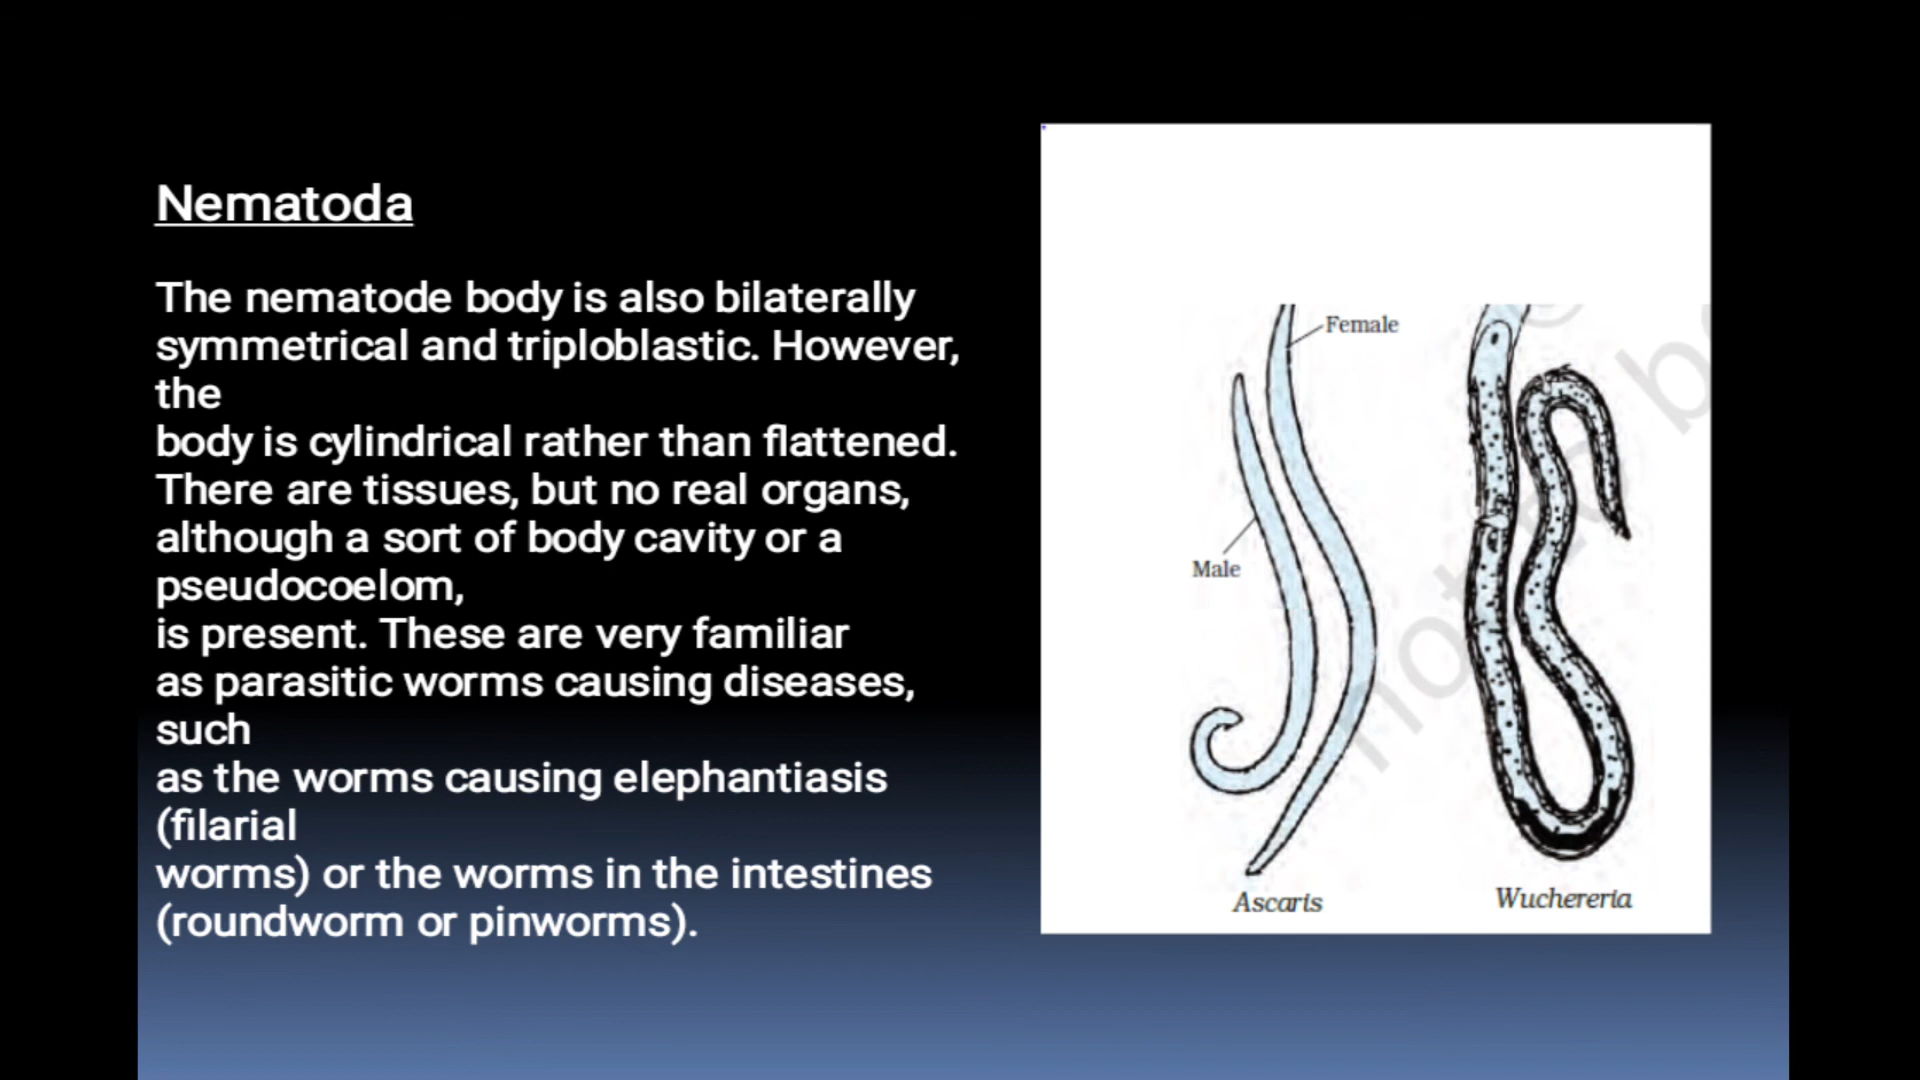 Nematoda
The nematode body is also bilaterally
symmetrical and triploblastic. However,
the
body is cylindrical rather than flattened.
There are tissues, but no real organs,
although a sort of body cavity or a
pseudocoelom,
is present. These are very familiar
as parasitic worms causing diseases,
such
as the worms causing elephantiasis
(filarial
worms) or the worms in the intestines
(roundworm or pinworms).
Female
Male
not
b
Ascaris
Wuchereria